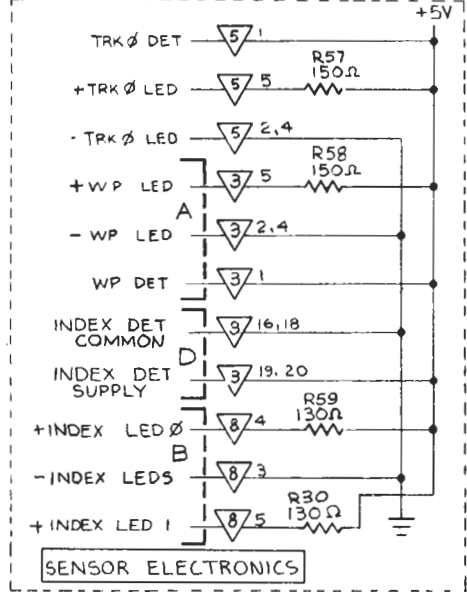 +5V
TRKØ DET 5 1
R57
150Ω
+TRKØ LED 5 5
-TRKØ LED 5 2,4
R58
150Ω
+WP LED 3 5
A
-WP LED 3 2,4
WP DET 3 1
INDEX DET
COMMON 3 16,18
D
INDEX DET
SUPPLY 3 19,20
R59
130Ω
+INDEX LEDØ 8 4
B
-INDEX LEDS 8 3
R30
130Ω
+INDEX LED 1 8 5
SENSOR ELECTRONICS